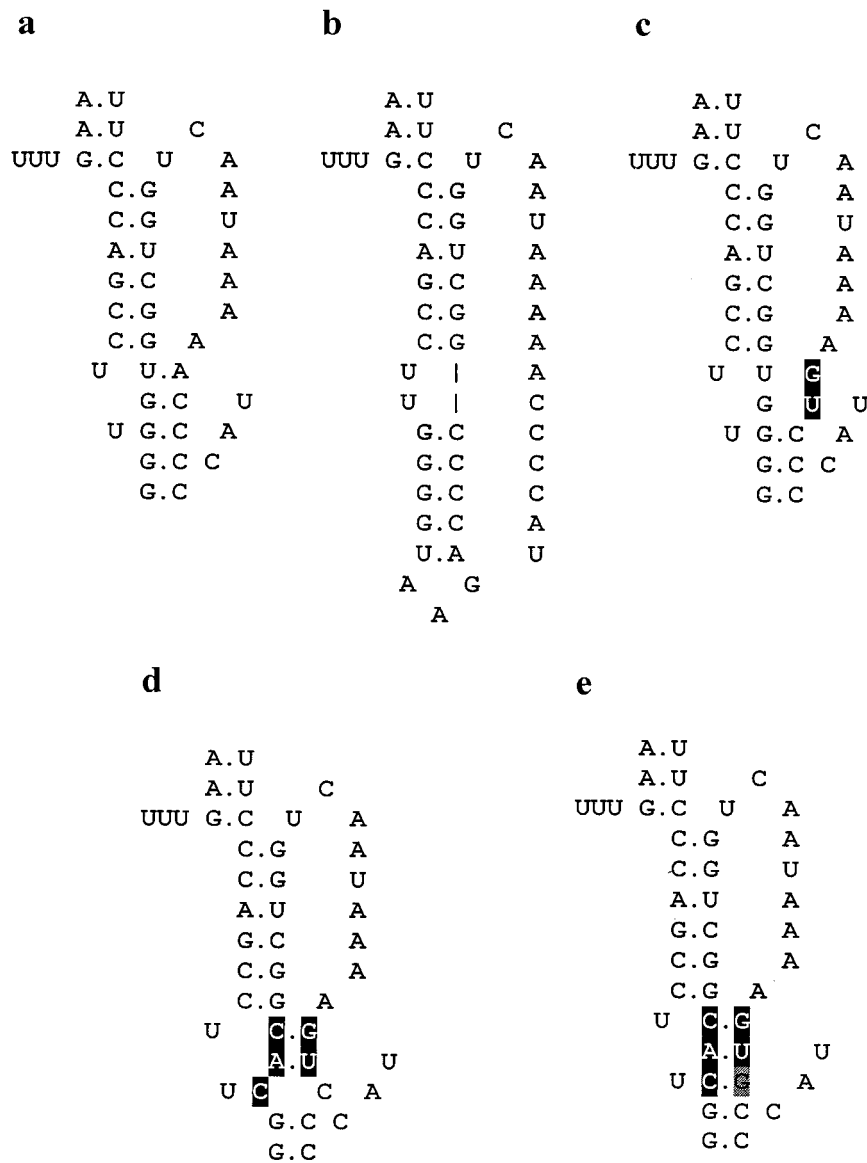 a b c
A.U A.U A.U
A.U C A.U C A.U C
UUU G.C U A UUU G.C U A UUU G.C U A
C.G A C.G A C.G A
C.G U C.G U C.G U
A.U A A.U A A.U A
G.C A G.C A G.C A
C.G A C.G A C.G A
C.G A C.G A C.G A
U U.A U | A U U G
G.C U U | C G U U
U G.C A G.C C U G.C A
G.C C G.C C G.C C
G.C G.C C G.C
G.C A
U.A U
A G
A
d e
A.U A.U
A.U C A.U C
UUU G.C U A UUU G.C U A
C.G A C.G A
C.G U C.G U
A.U A A.U A
G.C A G.C A
C.G A C.G A
C.G A C.G A
U C.G U C.G
A.U U A.U U
U C C A U C.G A
G.C C G.C C
G.C G.C